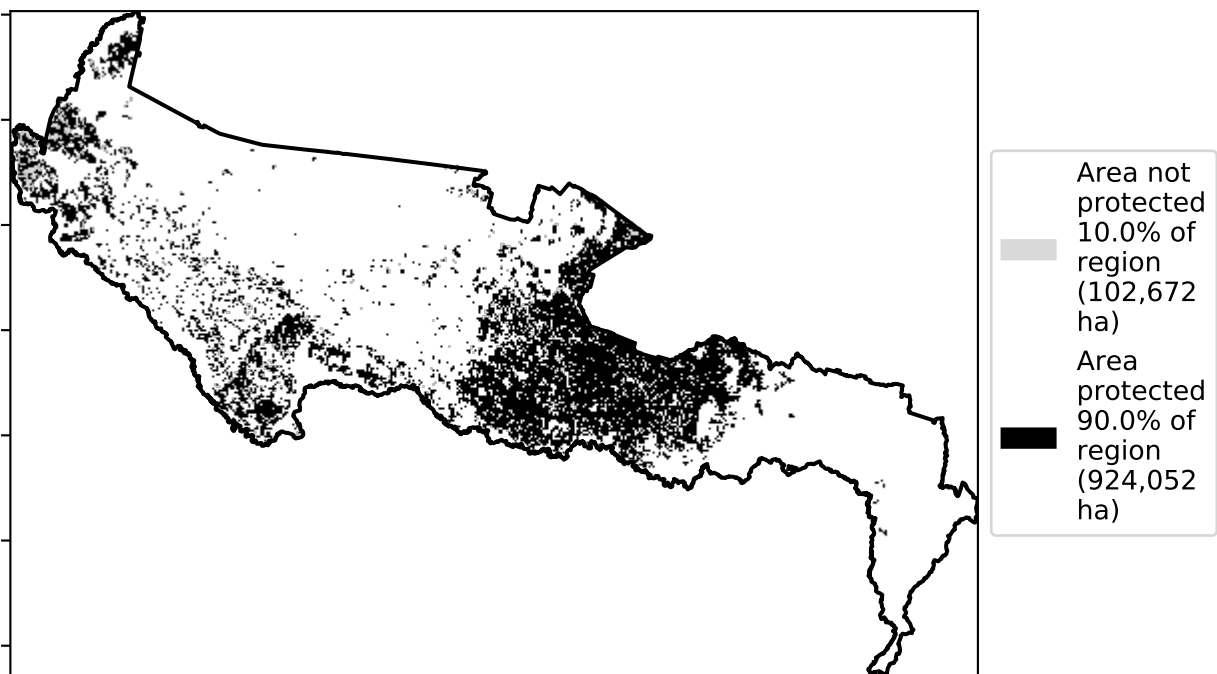 Area not
protected
10.0% of
region
(102,672
ha)
Area
protected
90.0% of
region
(924,052
ha)